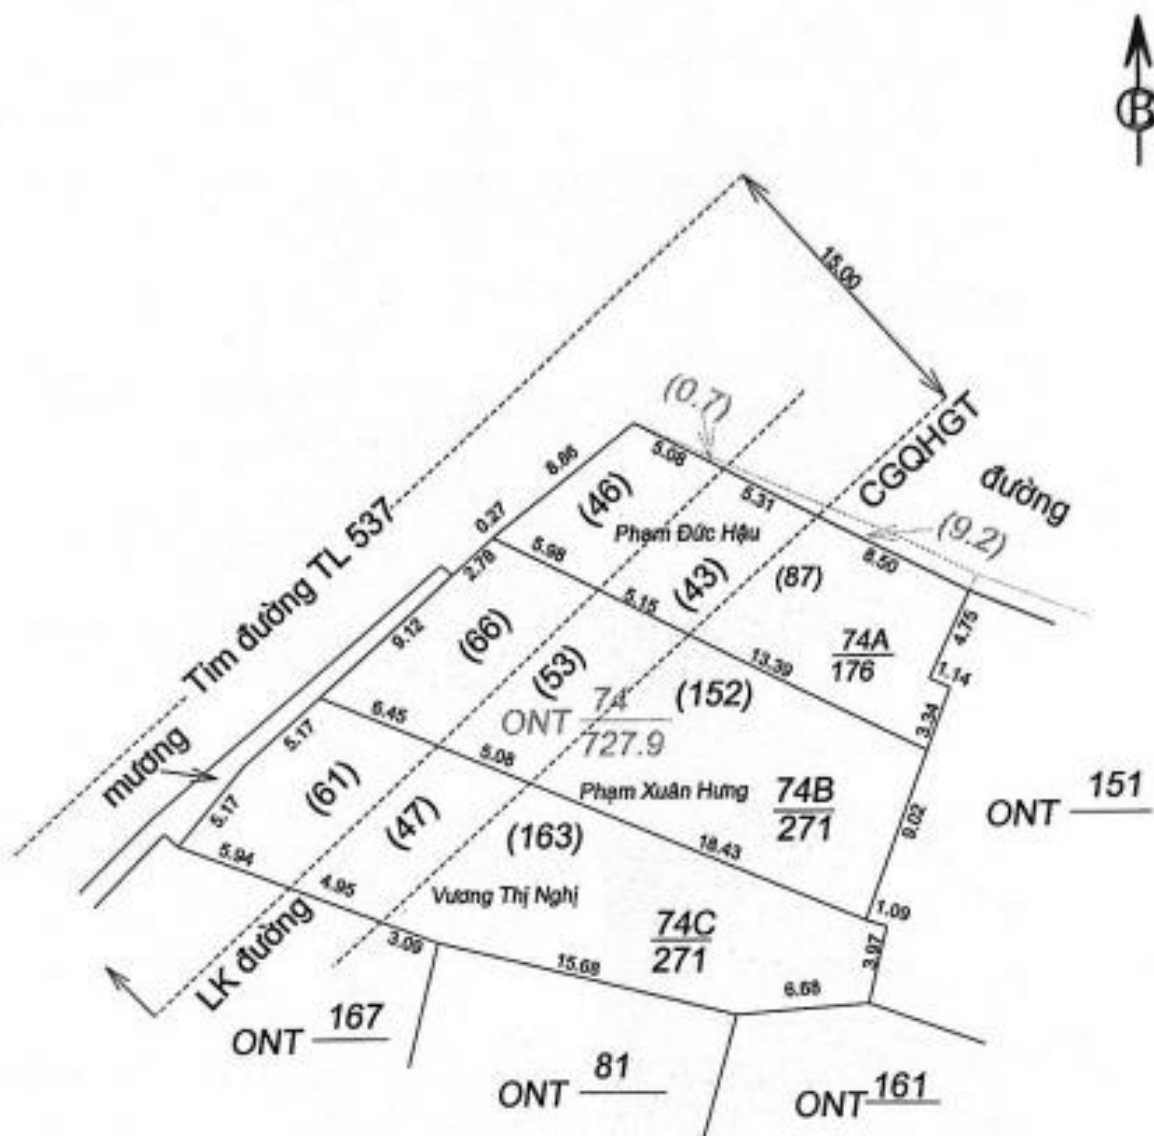 B
15.00
(0.7)
CGQHGT
đường
(9.2)
5.08
8.66
5.31
8.50
(46)
Phạm Đức Hậu
0.27
5.98
(43)
(87)
Tim đường TL 537
2.78
5.15
74A
176
4.75
1.14
9.12
(66)
(53)
13.39
(152)
3.34
ONT 74
727.9
6.45
5.17
5.08
mương
(61)
Phạm Xuân Hưng
74B
271
ONT 151
9.02
5.17
(47)
(163)
18.43
5.94
4.95
Vương Thị Nghị
1.09
74C
271
3.97
3.09
15.68
6.68
LK đường
ONT 167
ONT 81
ONT 161